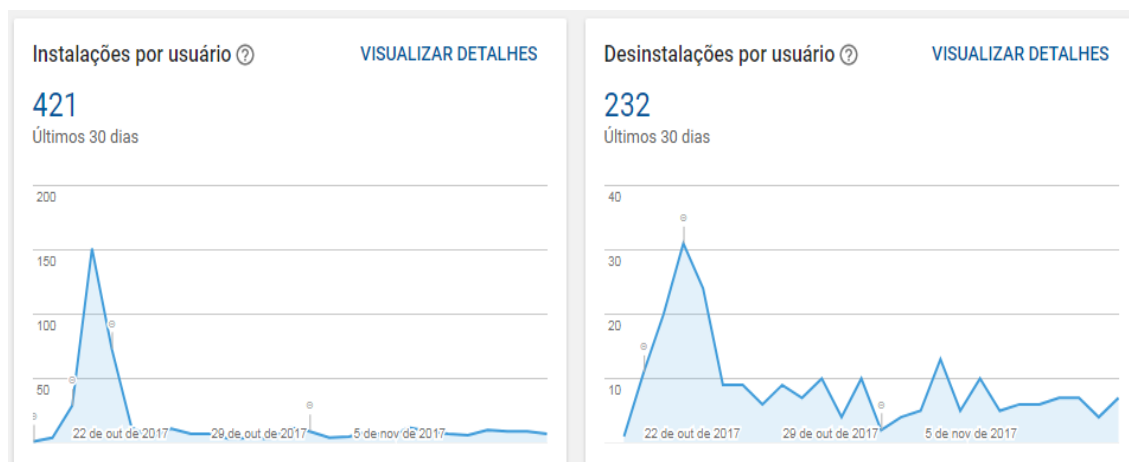 Instalações por usuário
VISUALIZAR DETALHES
421
Últimos 30 dias
200
150
100
50
22 de out de 2017
29 de out de 2017
5 de nov de 2017
Desinstalações por usuário
VISUALIZAR DETALHES
232
Últimos 30 dias
40
30
20
10
22 de out de 2017
29 de out de 2017
5 de nov de 2017